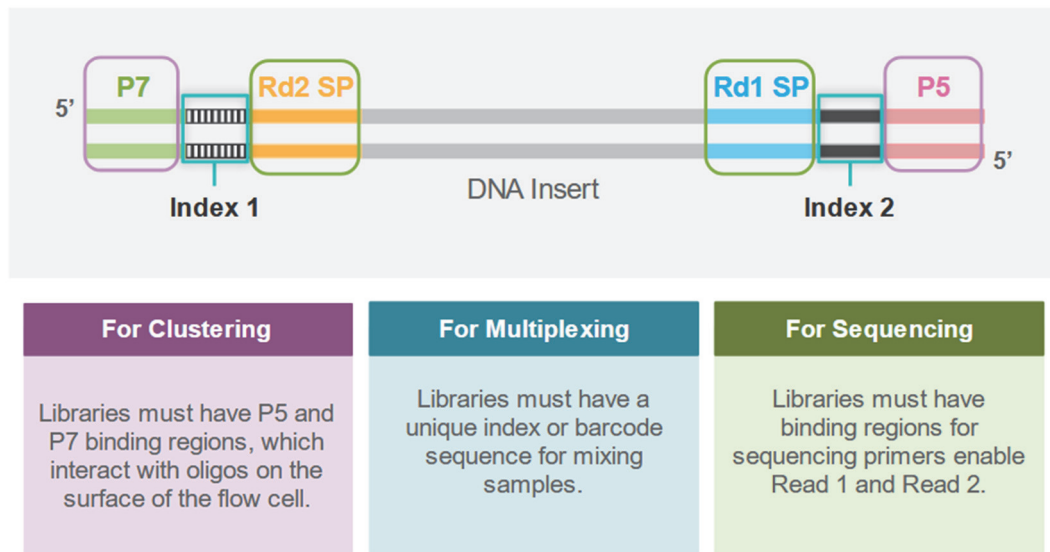 P7
Rd2 SP
Rd1 SP
P5
5’
5’
DNA Insert
Index 1
Index 2
For Clustering
Libraries must have P5 and
P7 binding regions, which
interact with oligos on the
surface of the flow cell.
For Multiplexing
Libraries must have a
unique index or barcode
sequence for mixing
samples.
For Sequencing
Libraries must have
binding regions for
sequencing primers enable
Read 1 and Read 2.